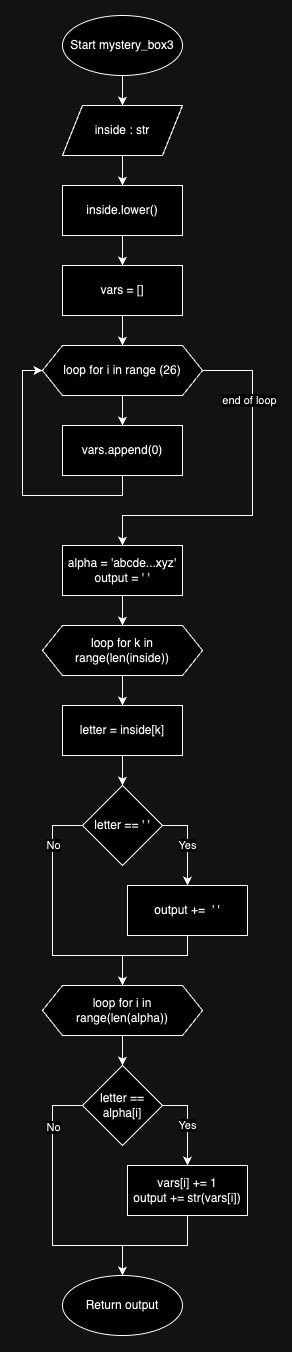 Start mystery_box3
inside : str
inside.lower()
vars = []
loop for i in range (26)
end of loop
vars.append(0)
alpha = 'abcde...xyz'
output = ' '
loop for k in
range(len(inside))
letter = inside[k]
letter == ' '
No
Yes
output += ' '
loop for i in
range(len(alpha))
letter ==
alpha[i]
No
Yes
vars[i] += 1
output += str(vars[i])
Return output